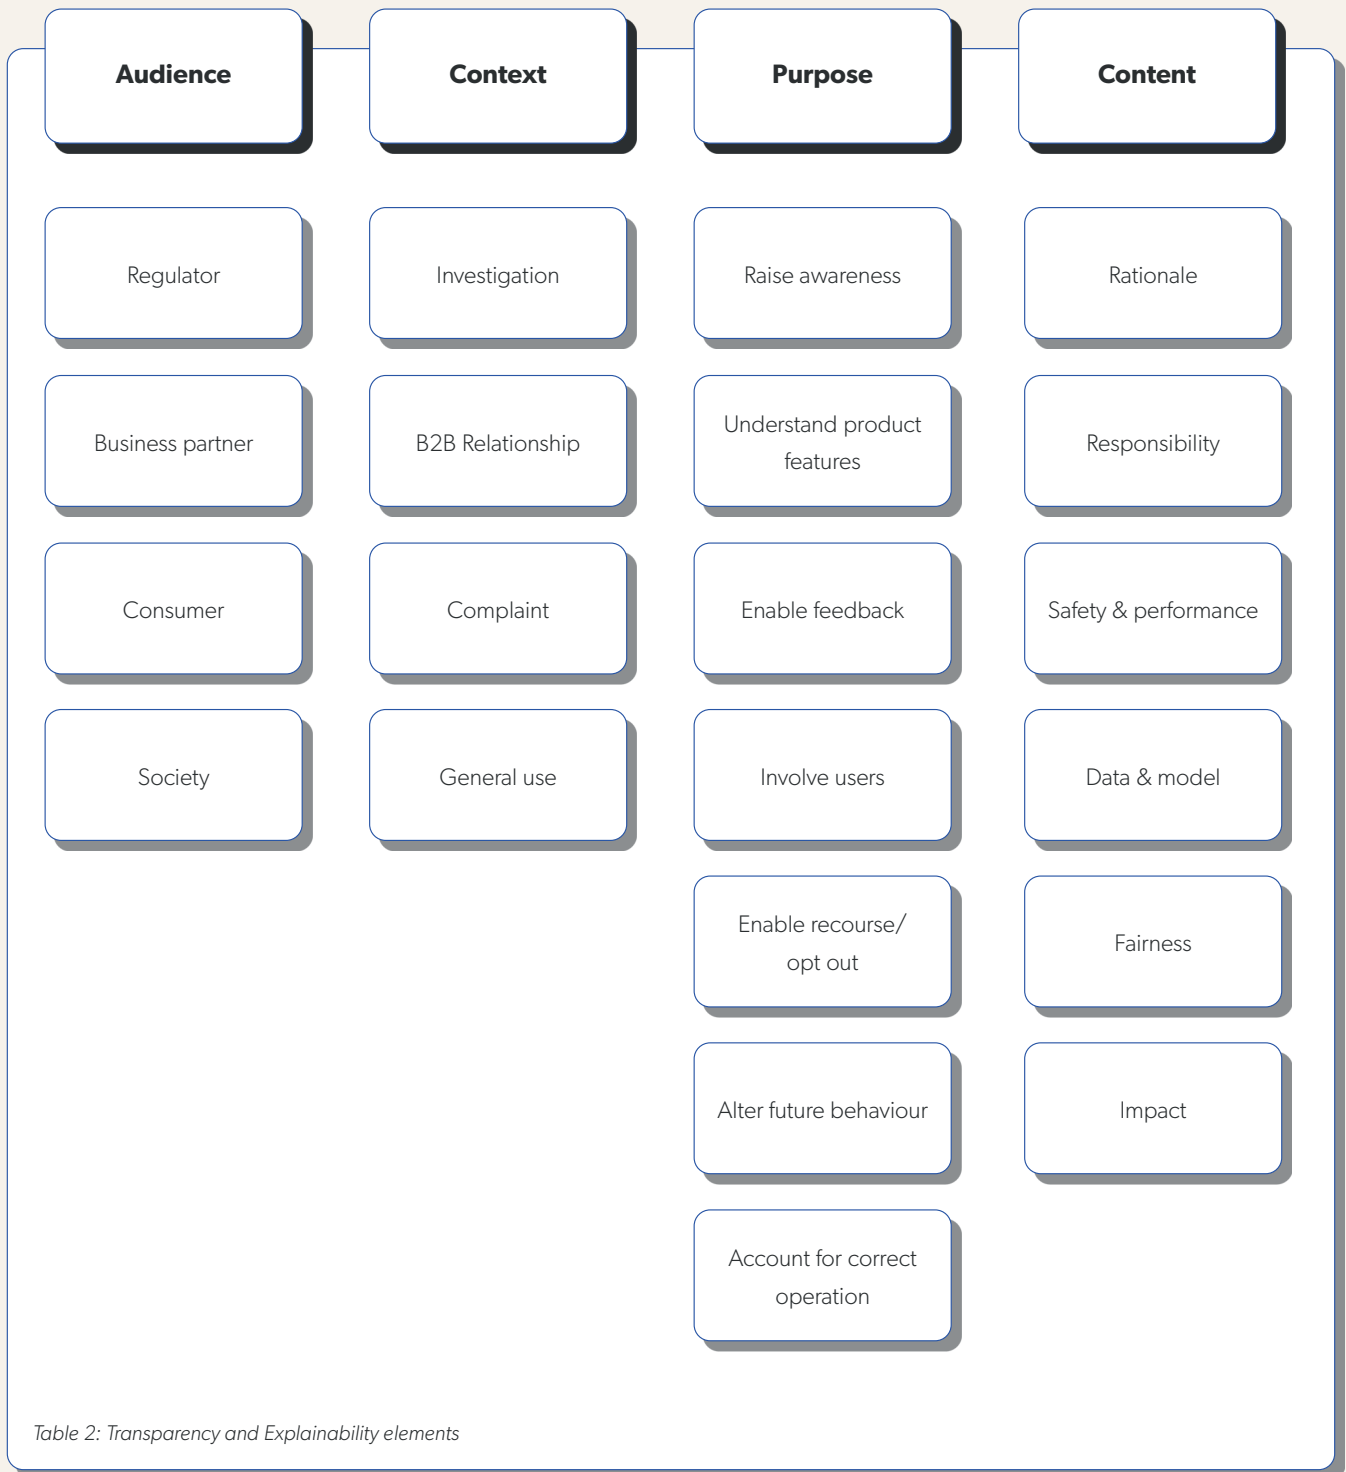 Audience
Context
Purpose
Content
Regulator
Investigation
Raise awareness
Rationale
Business partner
B2B Relationship
Understand product
features
Responsibility
Consumer
Complaint
Enable feedback
Safety & performance
Society
General use
Involve users
Data & model
Enable recourse/
opt out
Fairness
Alter future behaviour
Impact
Account for correct
operation
Table 2: Transparency and Explainability elements